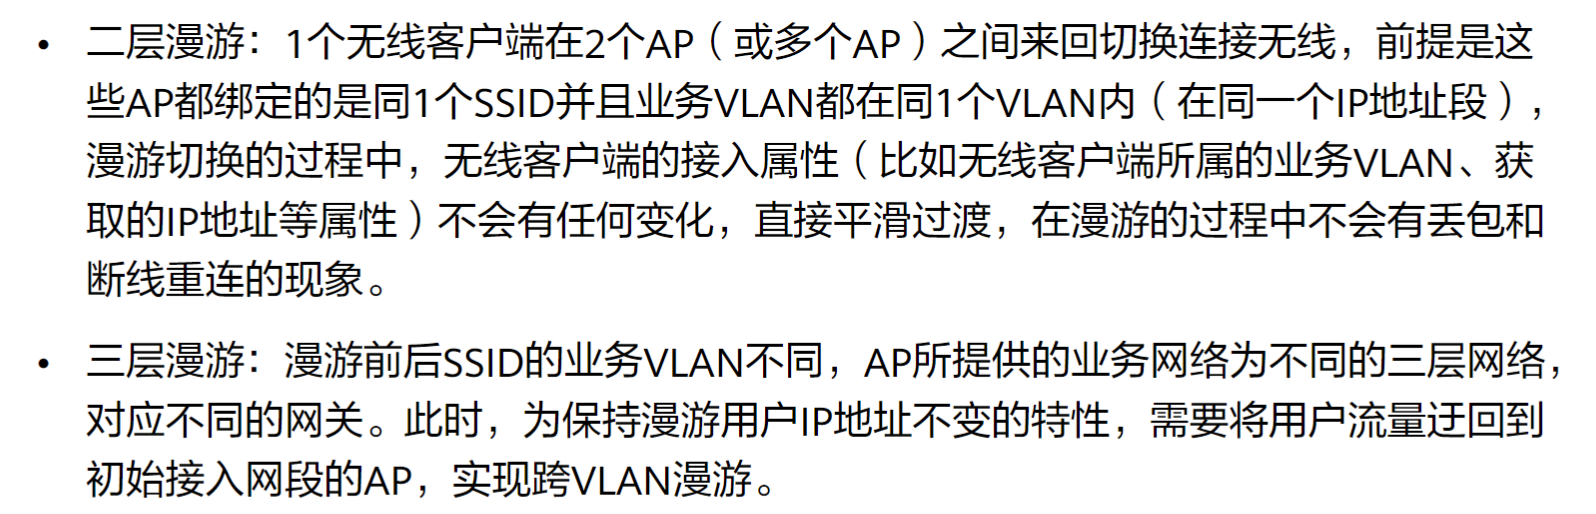 • 二层漫游：1个无线客户端在2个AP（或多个AP）之间来回切换连接无线，前提是这
些AP都绑定的是同1个SSID并且业务VLAN都在同1个VLAN内（在同一个IP地址段），
漫游切换的过程中，无线客户端的接入属性（比如无线客户端所属的业务VLAN、获
取的IP地址等属性）不会有任何变化，直接平滑过渡，在漫游的过程中不会有丢包和
断线重连的现象。
• 三层漫游：漫游前后SSID的业务VLAN不同，AP所提供的业务网络为不同的三层网络，
对应不同的网关。此时，为保持漫游用户IP地址不变的特性，需要将用户流量迂回到
初始接入网段的AP，实现跨VLAN漫游。